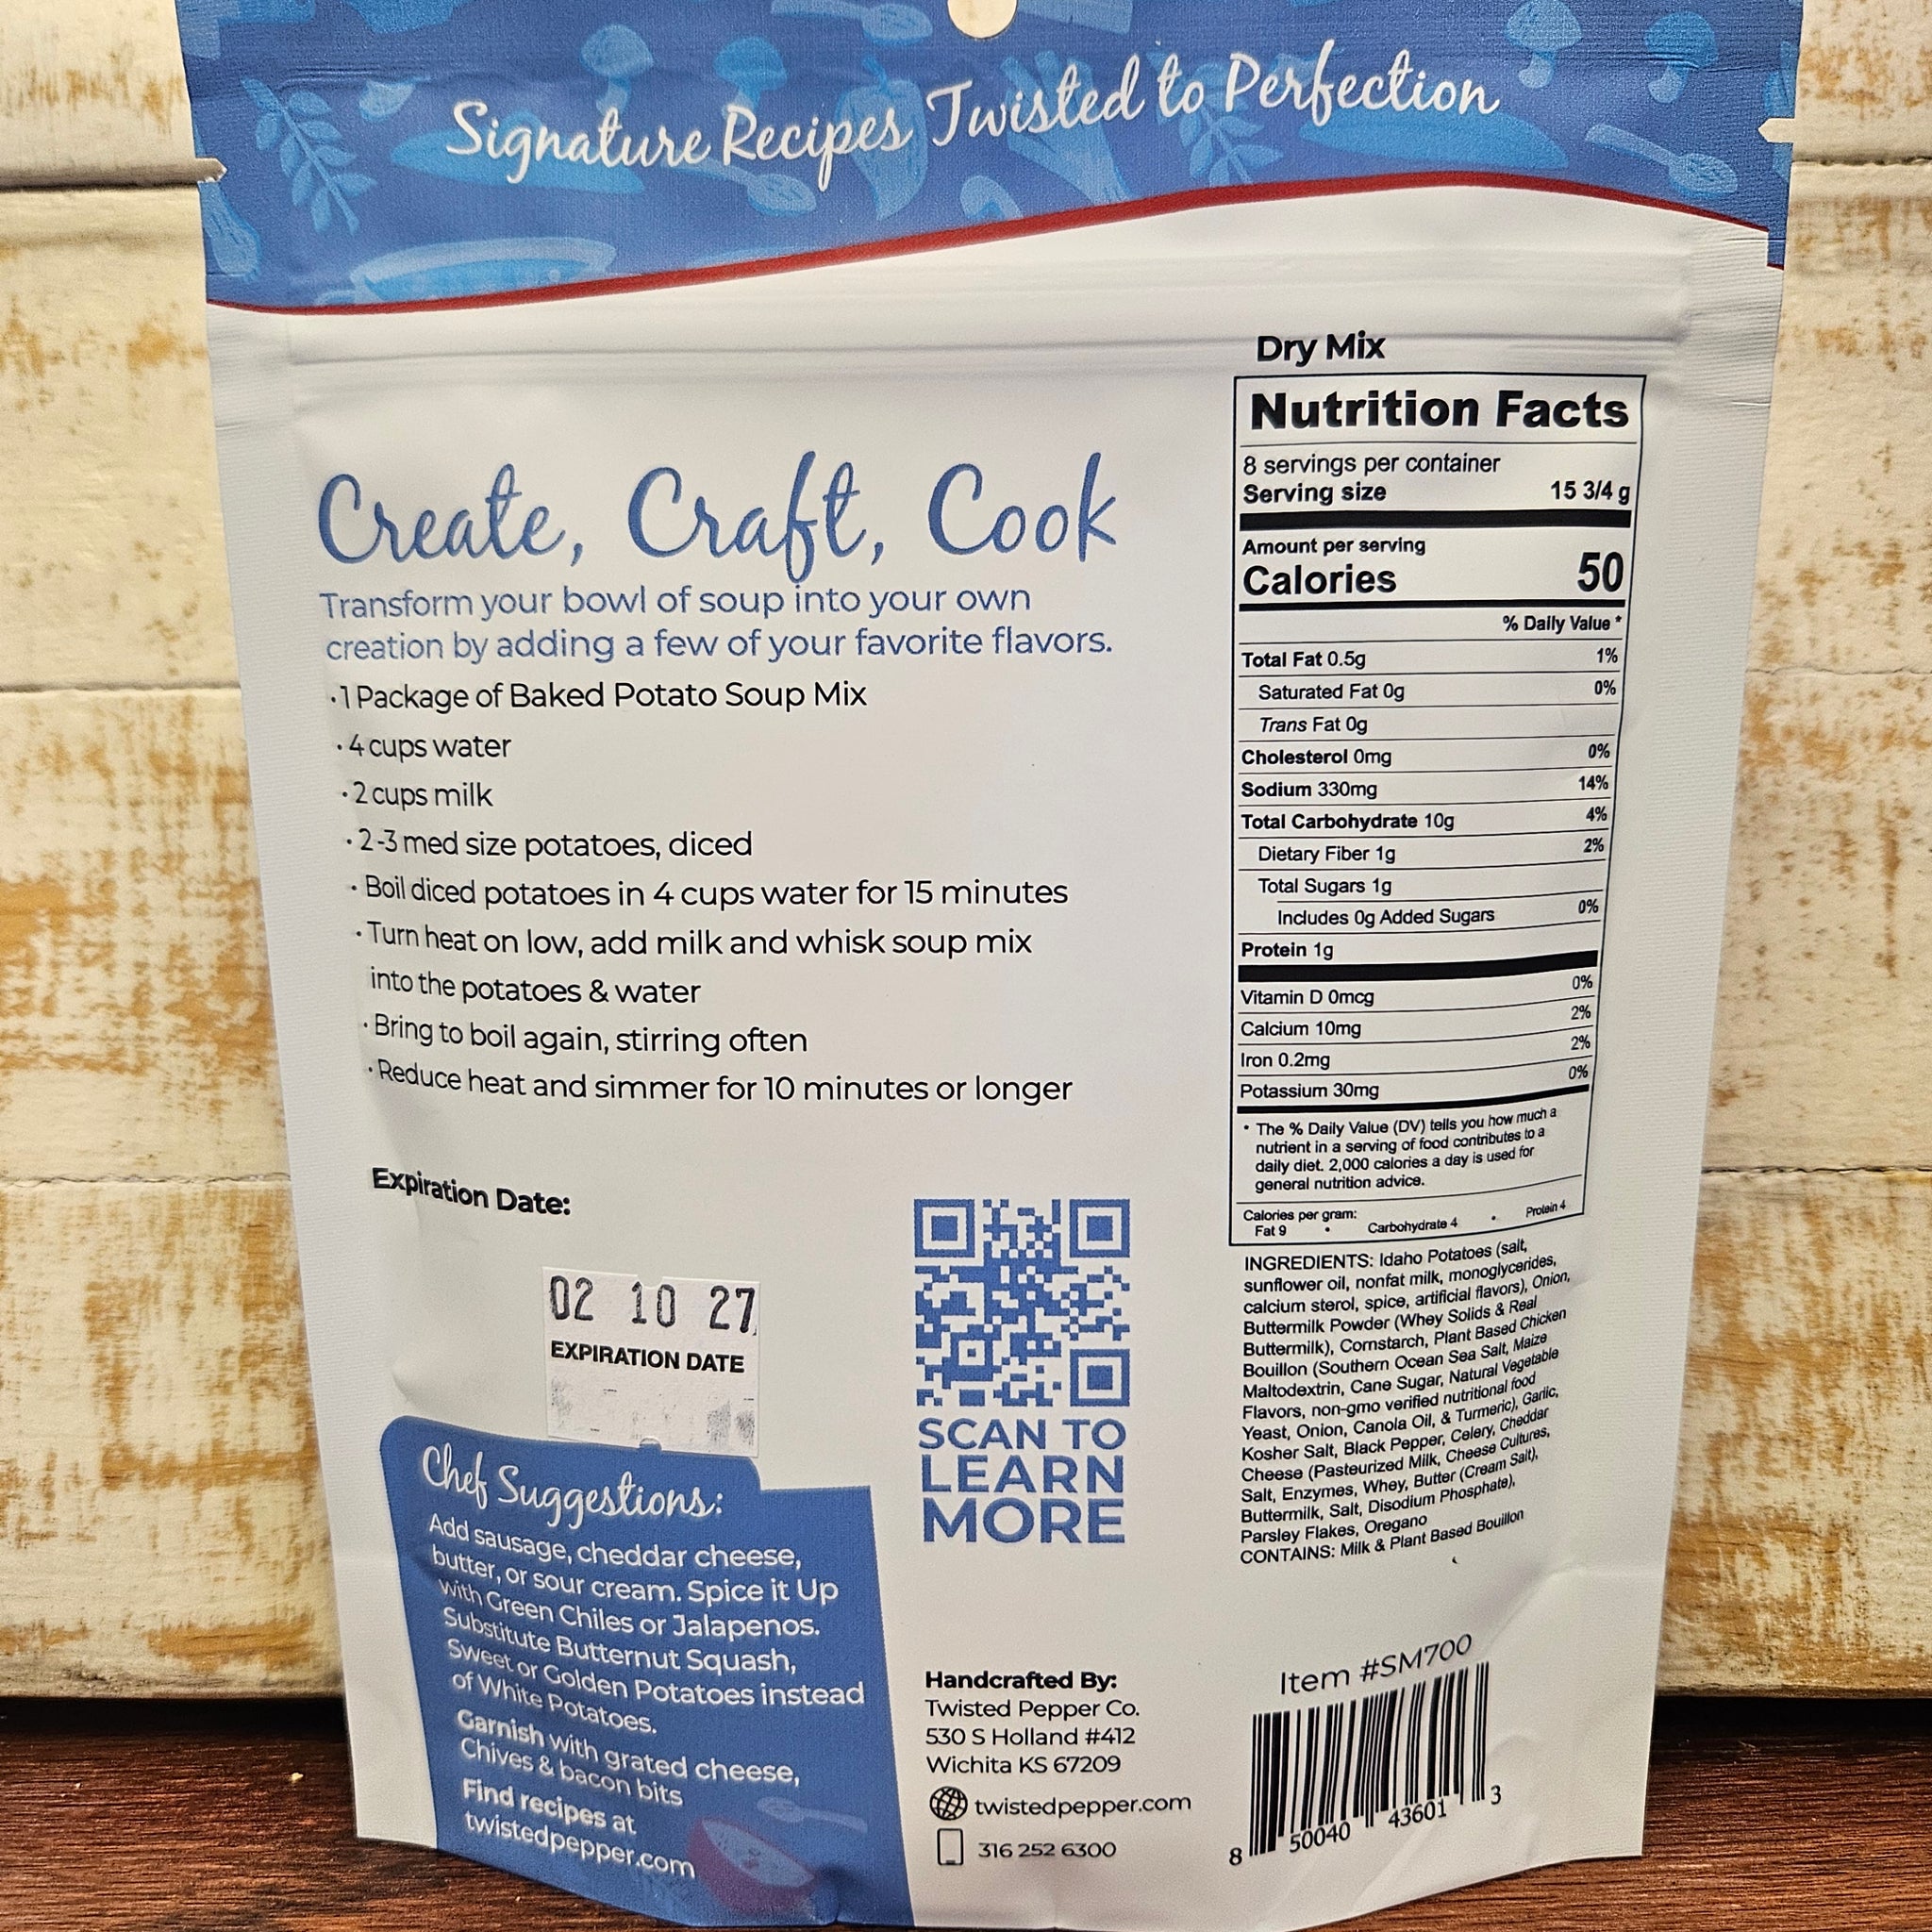 Signature Recipes Twisted to Perfection
Create, Craft, Cook
Transform your bowl of soup into your own
creation by adding a few of your favorite flavors.
· 1 Package of Baked Potato Soup Mix
· 4 cups water
· 2 cups milk
· 2-3 med size potatoes, diced
· Boil diced potatoes in 4 cups water for 15 minutes
· Turn heat on low, add milk and whisk soup mix
into the potatoes & water
· Bring to boil again, stirring often
· Reduce heat and simmer for 10 minutes or longer
Expiration Date:
02 10 27
EXPIRATION DATE
Chef Suggestions:
Add sausage, cheddar cheese,
butter, or sour cream. Spice it Up
with Green Chiles or Jalapenos.
Substitute Butternut Squash,
Sweet or Golden Potatoes instead
of White Potatoes.
Garnish with grated cheese,
Chives & bacon bits
Find recipes at
twistedpepper.com
SCAN TO
LEARN
MORE
Handcrafted By:
Twisted Pepper Co.
530 S Holland #412
Wichita KS 67209
twistedpepper.com
316 252 6300
Dry Mix
Nutrition Facts
8 servings per container
Serving size 15 3/4 g
Amount per serving
Calories 50
% Daily Value *
Total Fat 0.5g 1%
Saturated Fat 0g 0%
Trans Fat 0g
Cholesterol 0mg 0%
Sodium 330mg 14%
Total Carbohydrate 10g 4%
Dietary Fiber 1g 2%
Total Sugars 1g
Includes 0g Added Sugars 0%
Protein 1g
Vitamin D 0mcg 0%
Calcium 10mg 2%
Iron 0.2mg 2%
Potassium 30mg 0%
* The % Daily Value (DV) tells you how much a
nutrient in a serving of food contributes to a
daily diet. 2,000 calories a day is used for
general nutrition advice.
Calories per gram:
Fat 9 • Carbohydrate 4 • Protein 4
INGREDIENTS: Idaho Potatoes (salt,
sunflower oil, nonfat milk, monoglycerides,
calcium sterol, spice, artificial flavors), Onion,
Buttermilk Powder (Whey Solids & Real
Buttermilk), Cornstarch, Plant Based Chicken
Bouillon (Southern Ocean Sea Salt, Maize
Maltodextrin, Cane Sugar, Natural Vegetable
Flavors, non-gmo verified nutritional food
Yeast, Onion, Canola Oil, & Turmeric), Garlic,
Kosher Salt, Black Pepper, Celery, Cheddar
Cheese (Pasteurized Milk, Cheese Cultures,
Salt, Enzymes, Whey, Butter (Cream Salt),
Buttermilk, Salt, Disodium Phosphate),
Parsley Flakes, Oregano
CONTAINS: Milk & Plant Based Bouillon
Item #SM700
8 50040 43601 3